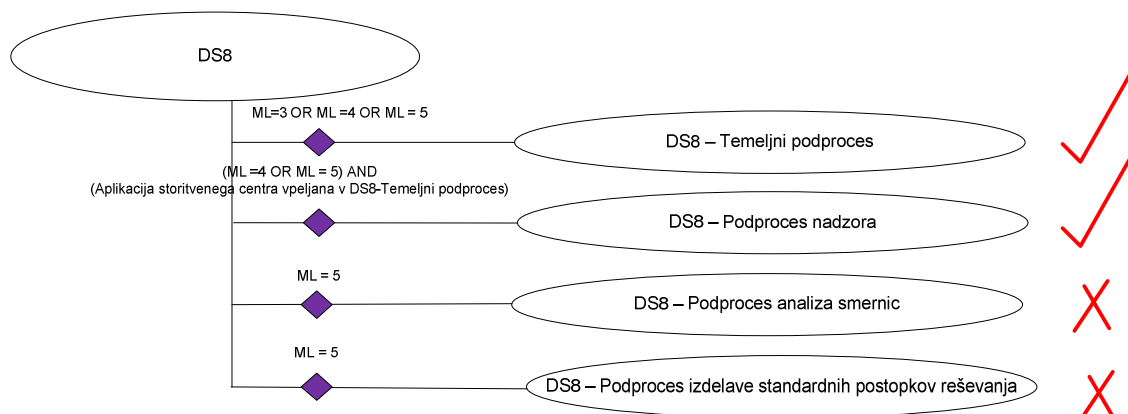 DS8
ML=3 OR ML =4 OR ML = 5
DS8 – Temeljni podproces
(ML =4 OR ML = 5) AND
(Aplikacija storitvenega centra vpeljana v DS8-Temeljni podproces)
DS8 – Podproces nadzora
ML = 5
DS8 – Podproces analiza smernic
ML = 5
DS8 – Podproces izdelave standardnih postopkov reševanja